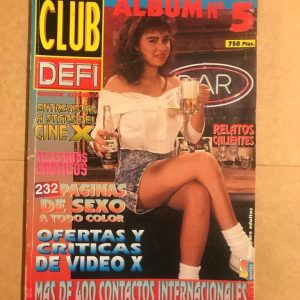 CLUB
ALBUM Nº 5
750 Ptas.
DEFI
BAR
ENTREVISTAS
A STARS DEL
CINE X
RELATOS
CALIENTES
TELEFONOS
EROTICOS
232 PAGINAS
DE SEXO
A TODO COLOR
OFERTAS Y
CRITICAS
DE VIDEO X
MAS DE 400 CONTACTOS INTERNACIONALES